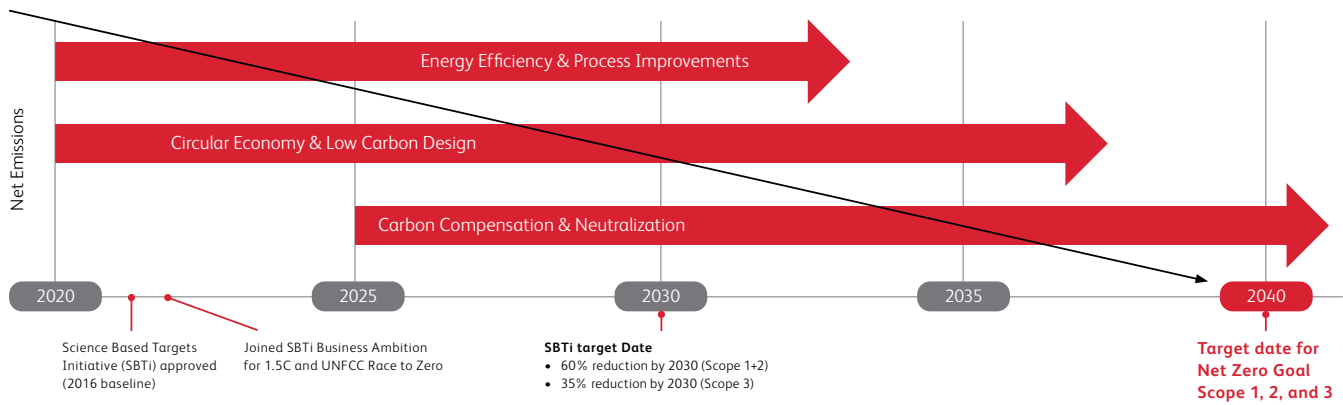 Net Emissions
Energy Efficiency & Process Improvements
Circular Economy & Low Carbon Design
Carbon Compensation & Neutralization
2020
2025
2030
2035
2040
Science Based Targets
Initiative (SBTi) approved
(2016 baseline)
Joined SBTi Business Ambition
for 1.5C and UNFCC Race to Zero
SBTi target Date
• 60% reduction by 2030 (Scope 1+2)
• 35% reduction by 2030 (Scope 3)
Target date for
Net Zero Goal
Scope 1, 2, and 3